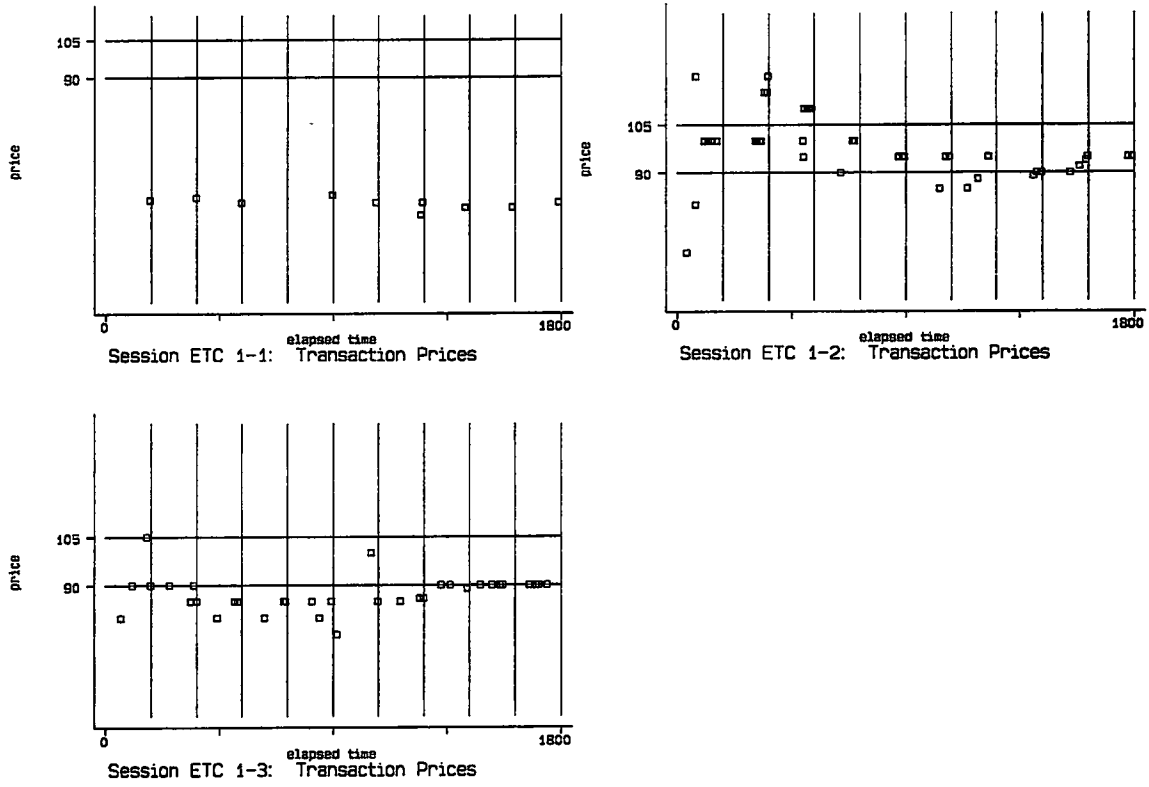 105
90
price
0
1800
elapsed time
Session ETC 1-1: Transaction Prices
105
90
price
0
1800
elapsed time
Session ETC 1-2: Transaction Prices
105
90
price
0
1800
elapsed time
Session ETC 1-3: Transaction Prices